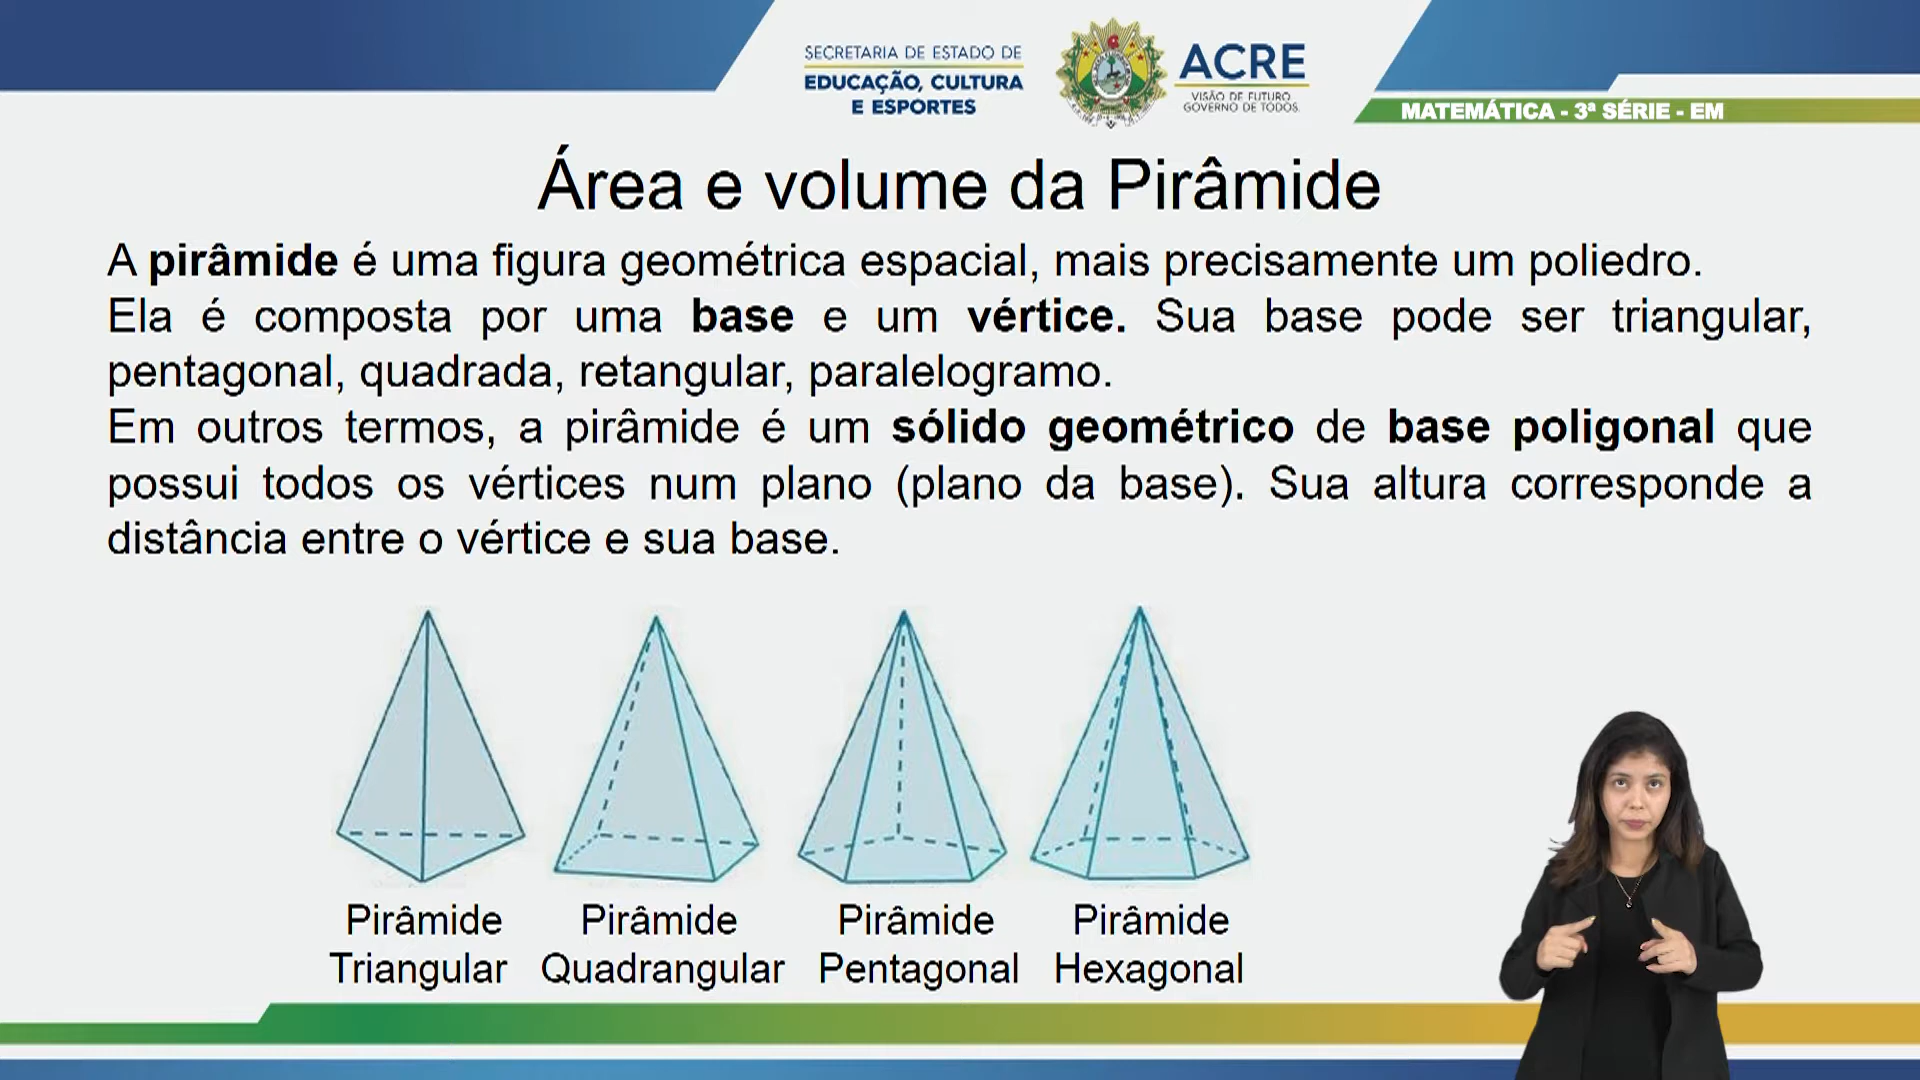 SECRETARIA DE ESTADO DE
EDUCAÇÃO, CULTURA
E ESPORTES
ACRE
VISÃO DE FUTURO
GOVERNO DE TODOS.
MATEMÁTICA - 3ª SÉRIE - EM
Área e volume da Pirâmide
A pirâmide é uma figura geométrica espacial, mais precisamente um poliedro.
Ela é composta por uma base e um vértice. Sua base pode ser triangular,
pentagonal, quadrada, retangular, paralelogramo.
Em outros termos, a pirâmide é um sólido geométrico de base poligonal que
possui todos os vértices num plano (plano da base). Sua altura corresponde a
distância entre o vértice e sua base.
Pirâmide
Triangular
Pirâmide
Quadrangular
Pirâmide
Pentagonal
Pirâmide
Hexagonal